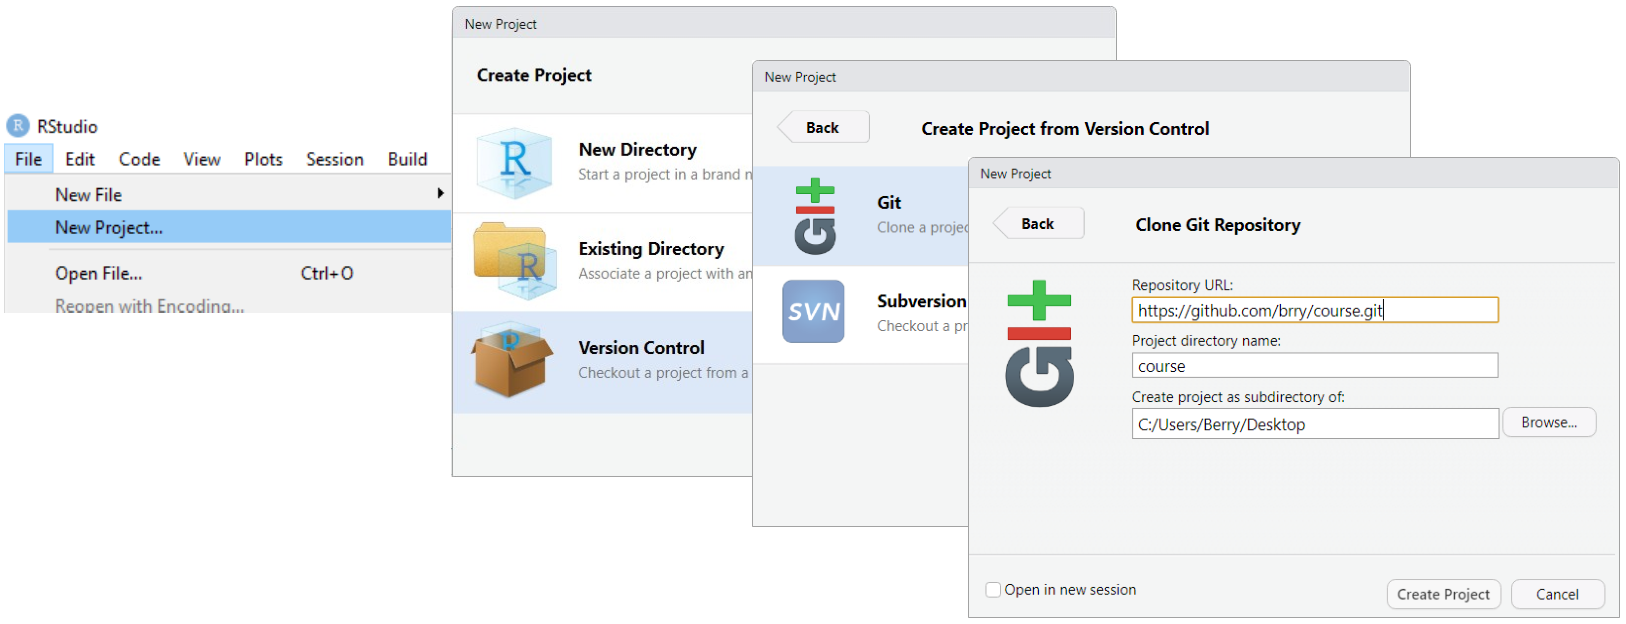 RStudio
File Edit Code View Plots Session Build
New File
New Project...
Open File... Ctrl+O
Reopen with Encoding...
New Project
Create Project
R
New Directory
Start a project in a brand n
R
Existing Directory
Associate a project with an
Version Control
Checkout a project from a
New Project
Back
Create Project from Version Control
Git
Git
Clone a projec
SVN
Subversion
Checkout a pr
New Project
Back
Clone Git Repository
Git
Repository URL:
https://github.com/brry/course.git
Project directory name:
course
Create project as subdirectory of:
C:/Users/Berry/Desktop
Browse...
Open in new session
Create Project
Cancel